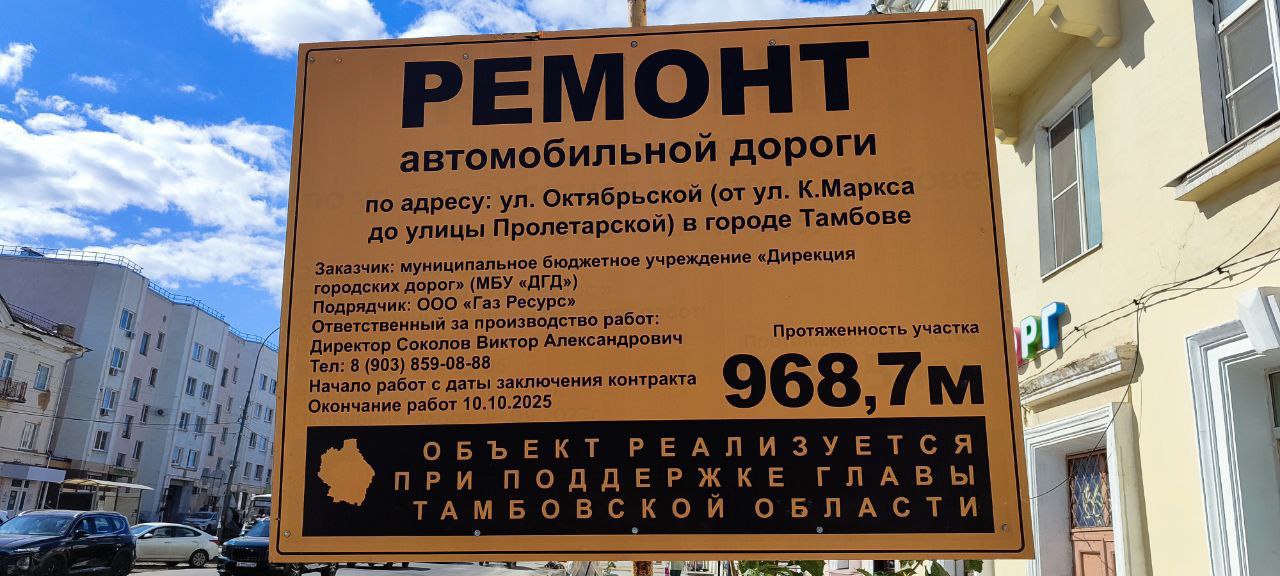 РЕМОНТ
автомобильной дороги
по адресу: ул. Октябрьской (от ул. К.Маркса
до улицы Пролетарской) в городе Тамбове
Заказчик: муниципальное бюджетное учреждение «Дирекция
городских дорог» (МБУ «ДГД»)
Подрядчик: ООО «Газ Ресурс»
Ответственный за производство работ:
Директор Соколов Виктор Александрович
Тел: 8 (903) 859-08-88
Начало работ с даты заключения контракта
Окончание работ 10.10.2025
Протяженность участка
968,7м
ОБЪЕКТ РЕАЛИЗУЕТСЯ
ПРИ ПОДДЕРЖКЕ ГЛАВЫ
ТАМБОВСКОЙ ОБЛАСТИ